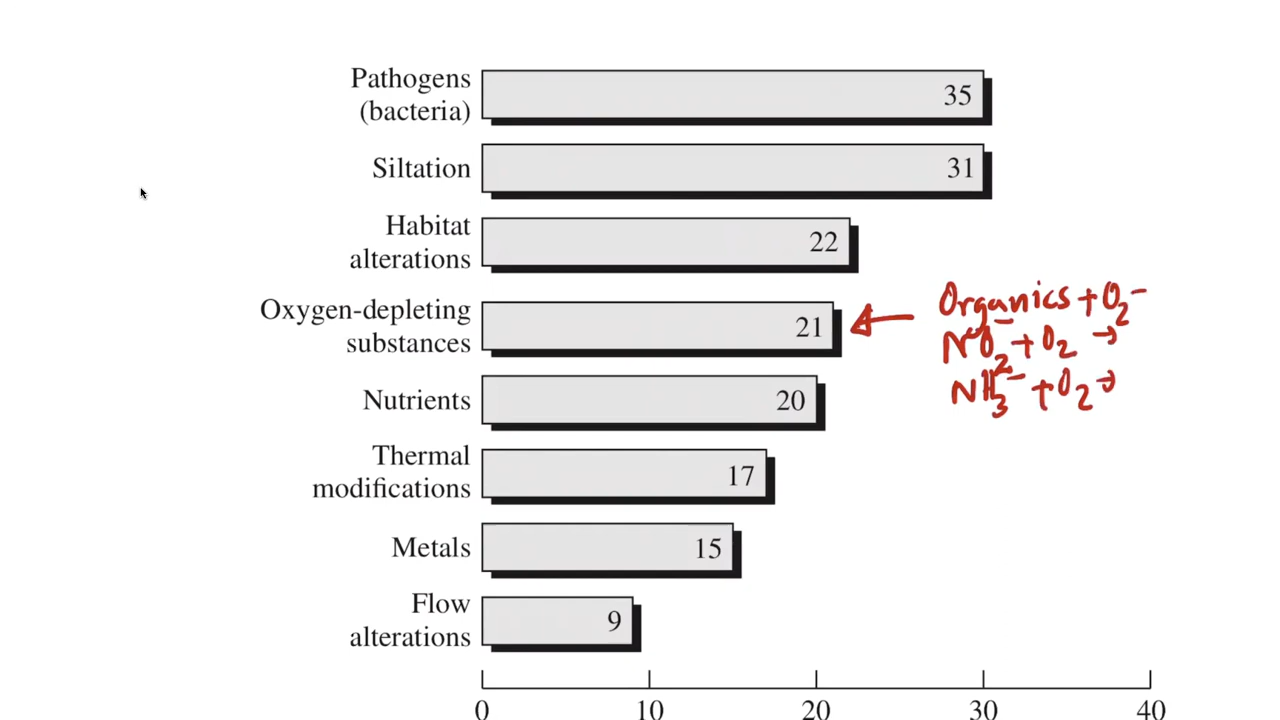 Pathogens
(bacteria)
35
Siltation
31
Habitat
alterations
22
Oxygen-depleting
substances
21
Organics + O₂⁻
NO₂⁻ + O₂ →
NH₃⁻ + O₂ →
Nutrients
20
Thermal
modifications
17
Metals
15
Flow
alterations
9
0 10 20 30 40